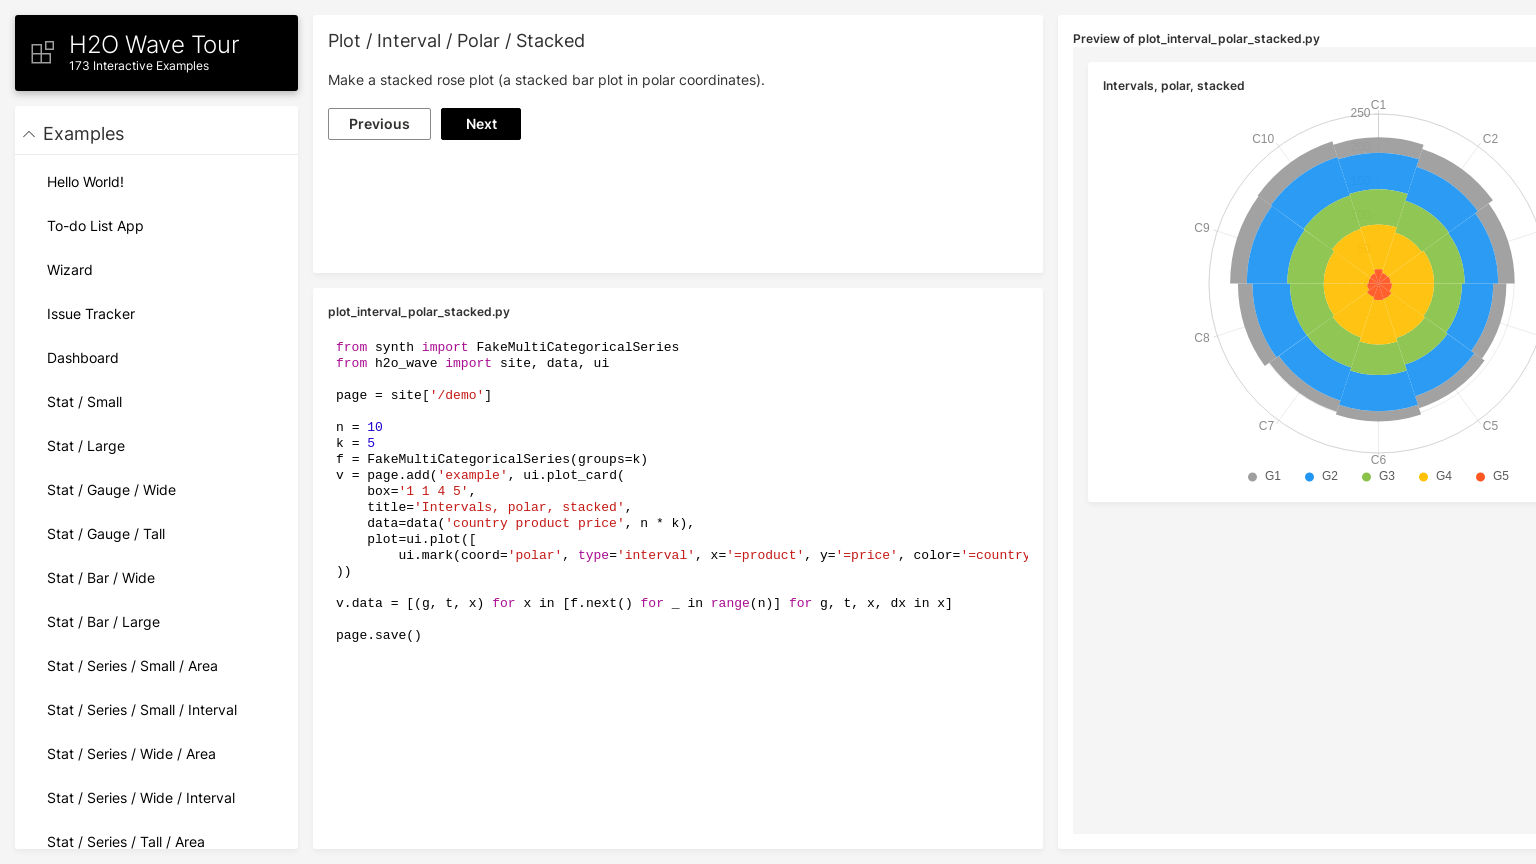 H2O Wave Tour
173 Interactive Examples
Examples
Hello World!
To-do List App
Wizard
Issue Tracker
Dashboard
Stat / Small
Stat / Large
Stat / Gauge / Wide
Stat / Gauge / Tall
Stat / Bar / Wide
Stat / Bar / Large
Stat / Series / Small / Area
Stat / Series / Small / Interval
Stat / Series / Wide / Area
Stat / Series / Wide / Interval
Stat / Series / Tall / Area
Plot / Interval / Polar / Stacked
Make a stacked rose plot (a stacked bar plot in polar coordinates).
Previous
Next
plot_interval_polar_stacked.py
from synth import FakeMultiCategoricalSeries
from h2o_wave import site, data, ui
page = site['/demo']
n = 10
k = 5
f = FakeMultiCategoricalSeries(groups=k)
v = page.add('example', ui.plot_card(
    box='1 1 4 5',
    title='Intervals, polar, stacked',
    data=data('country product price', n * k),
    plot=ui.plot([
        ui.mark(coord='polar', type='interval', x='=product', y='=price', color='=country
))
v.data = [(g, t, x) for x in [f.next() for _ in range(n)] for g, t, x, dx in x]
page.save()
Preview of plot_interval_polar_stacked.py
Intervals, polar, stacked
C1
250
C10
C2
C9
C8
C7
C5
C6
G1
G2
G3
G4
G5